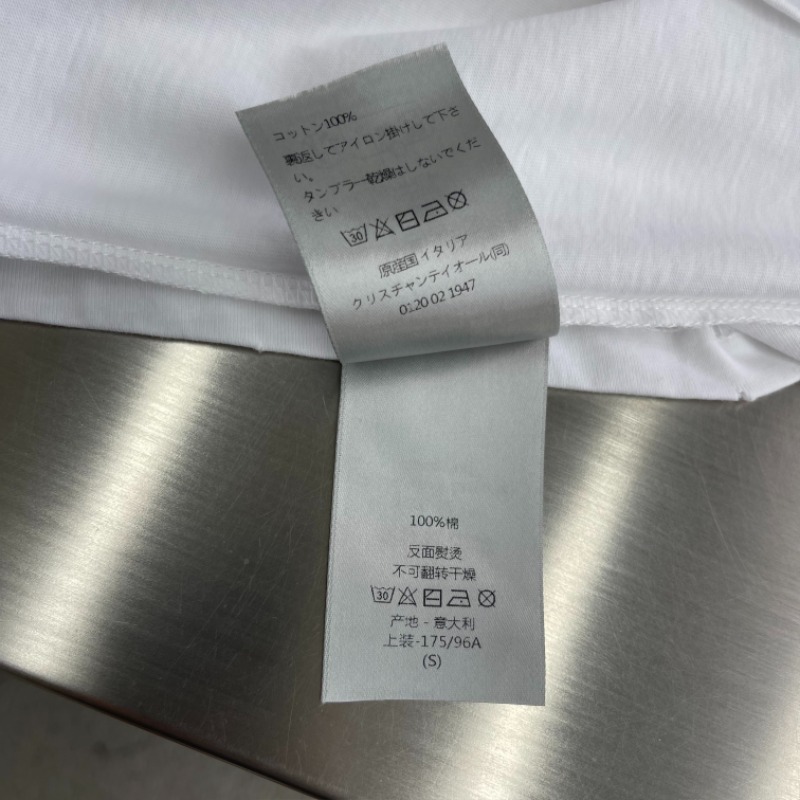 コットン100%
裏返してアイロン掛けして下さ
い。
タンブラー乾燥はしないでくだ
さい
30
原産国イタリア
クリスチャンディオール(同)
0120 02 1947
100%棉
反面熨烫
不可翻转干燥
30
产地 - 意大利
上装-175/96A
(S)